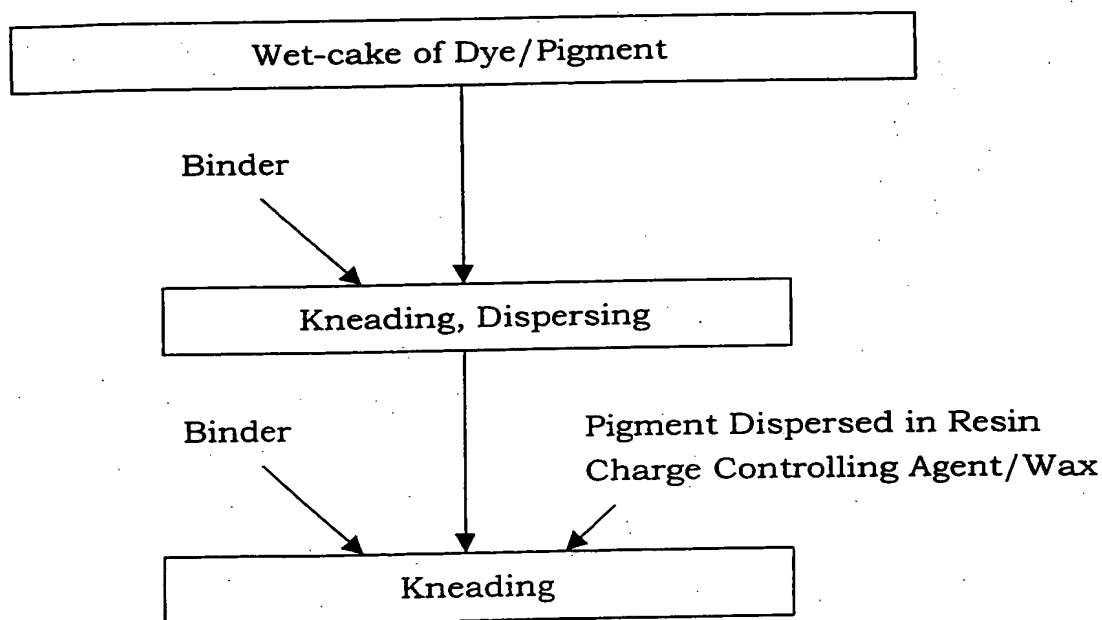 Wet-cake of Dye/Pigment
Binder
Kneading, Dispersing
Binder
Pigment Dispersed in Resin
Charge Controlling Agent/Wax
Kneading